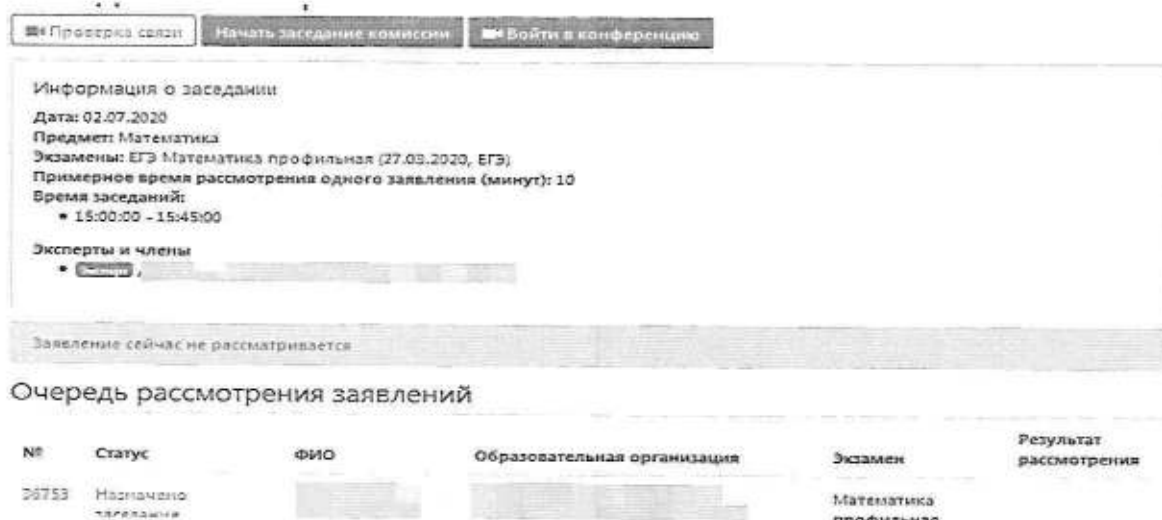 Проверка связи
Начать заседание комиссии
Войти в конференцию
Информация о заседании
Дата: 02.07.2020
Предмет: Математика
Экзамены: ЕГЭ Математика профильная (27.03.2020, ЕГЭ)
Примерное время рассмотрения одного заявления (минут): 10
Время заседаний:
• 15:00:00 - 15:45:00
Эксперты и члены
• Эксперт
Заявление сейчас не рассматривается
Очередь рассмотрения заявлений
№ Статус ФИО Образовательная организация Экзамен Результат рассмотрения
Назначено заседание Математика профильная